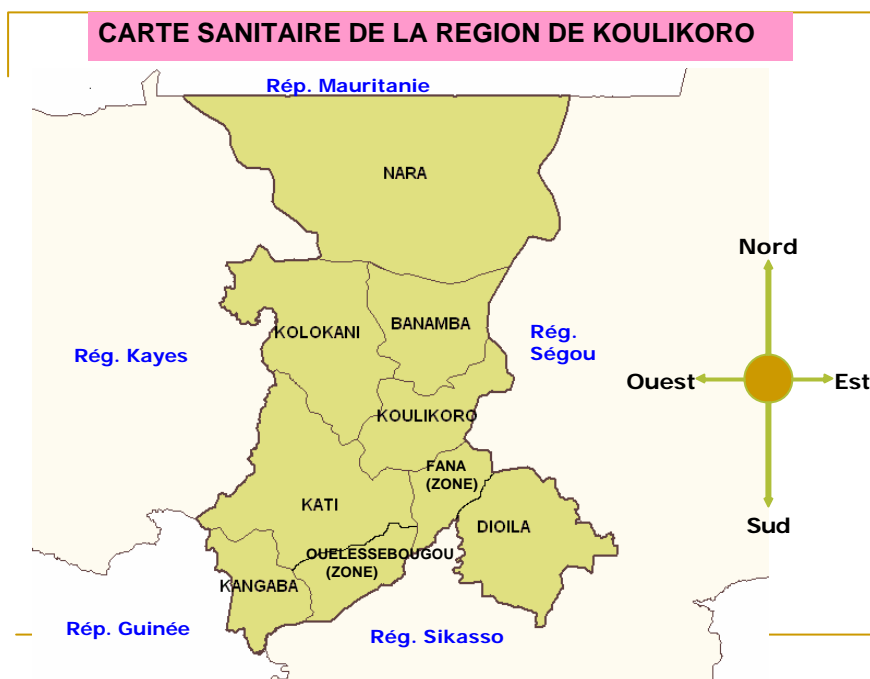 CARTE SANITAIRE DE LA REGION DE KOULIKORO
Rép. Mauritanie
NARA
Nord
KOLOKANI
BANAMBA
Rég.
Ségou
Rég. Kayes
Ouest
Est
KOULIKORO
FANA
(ZONE)
KATI
DIOILA
Sud
OUELESSEBOUGOU
(ZONE)
KANGABA
Rép. Guinée
Rég. Sikasso